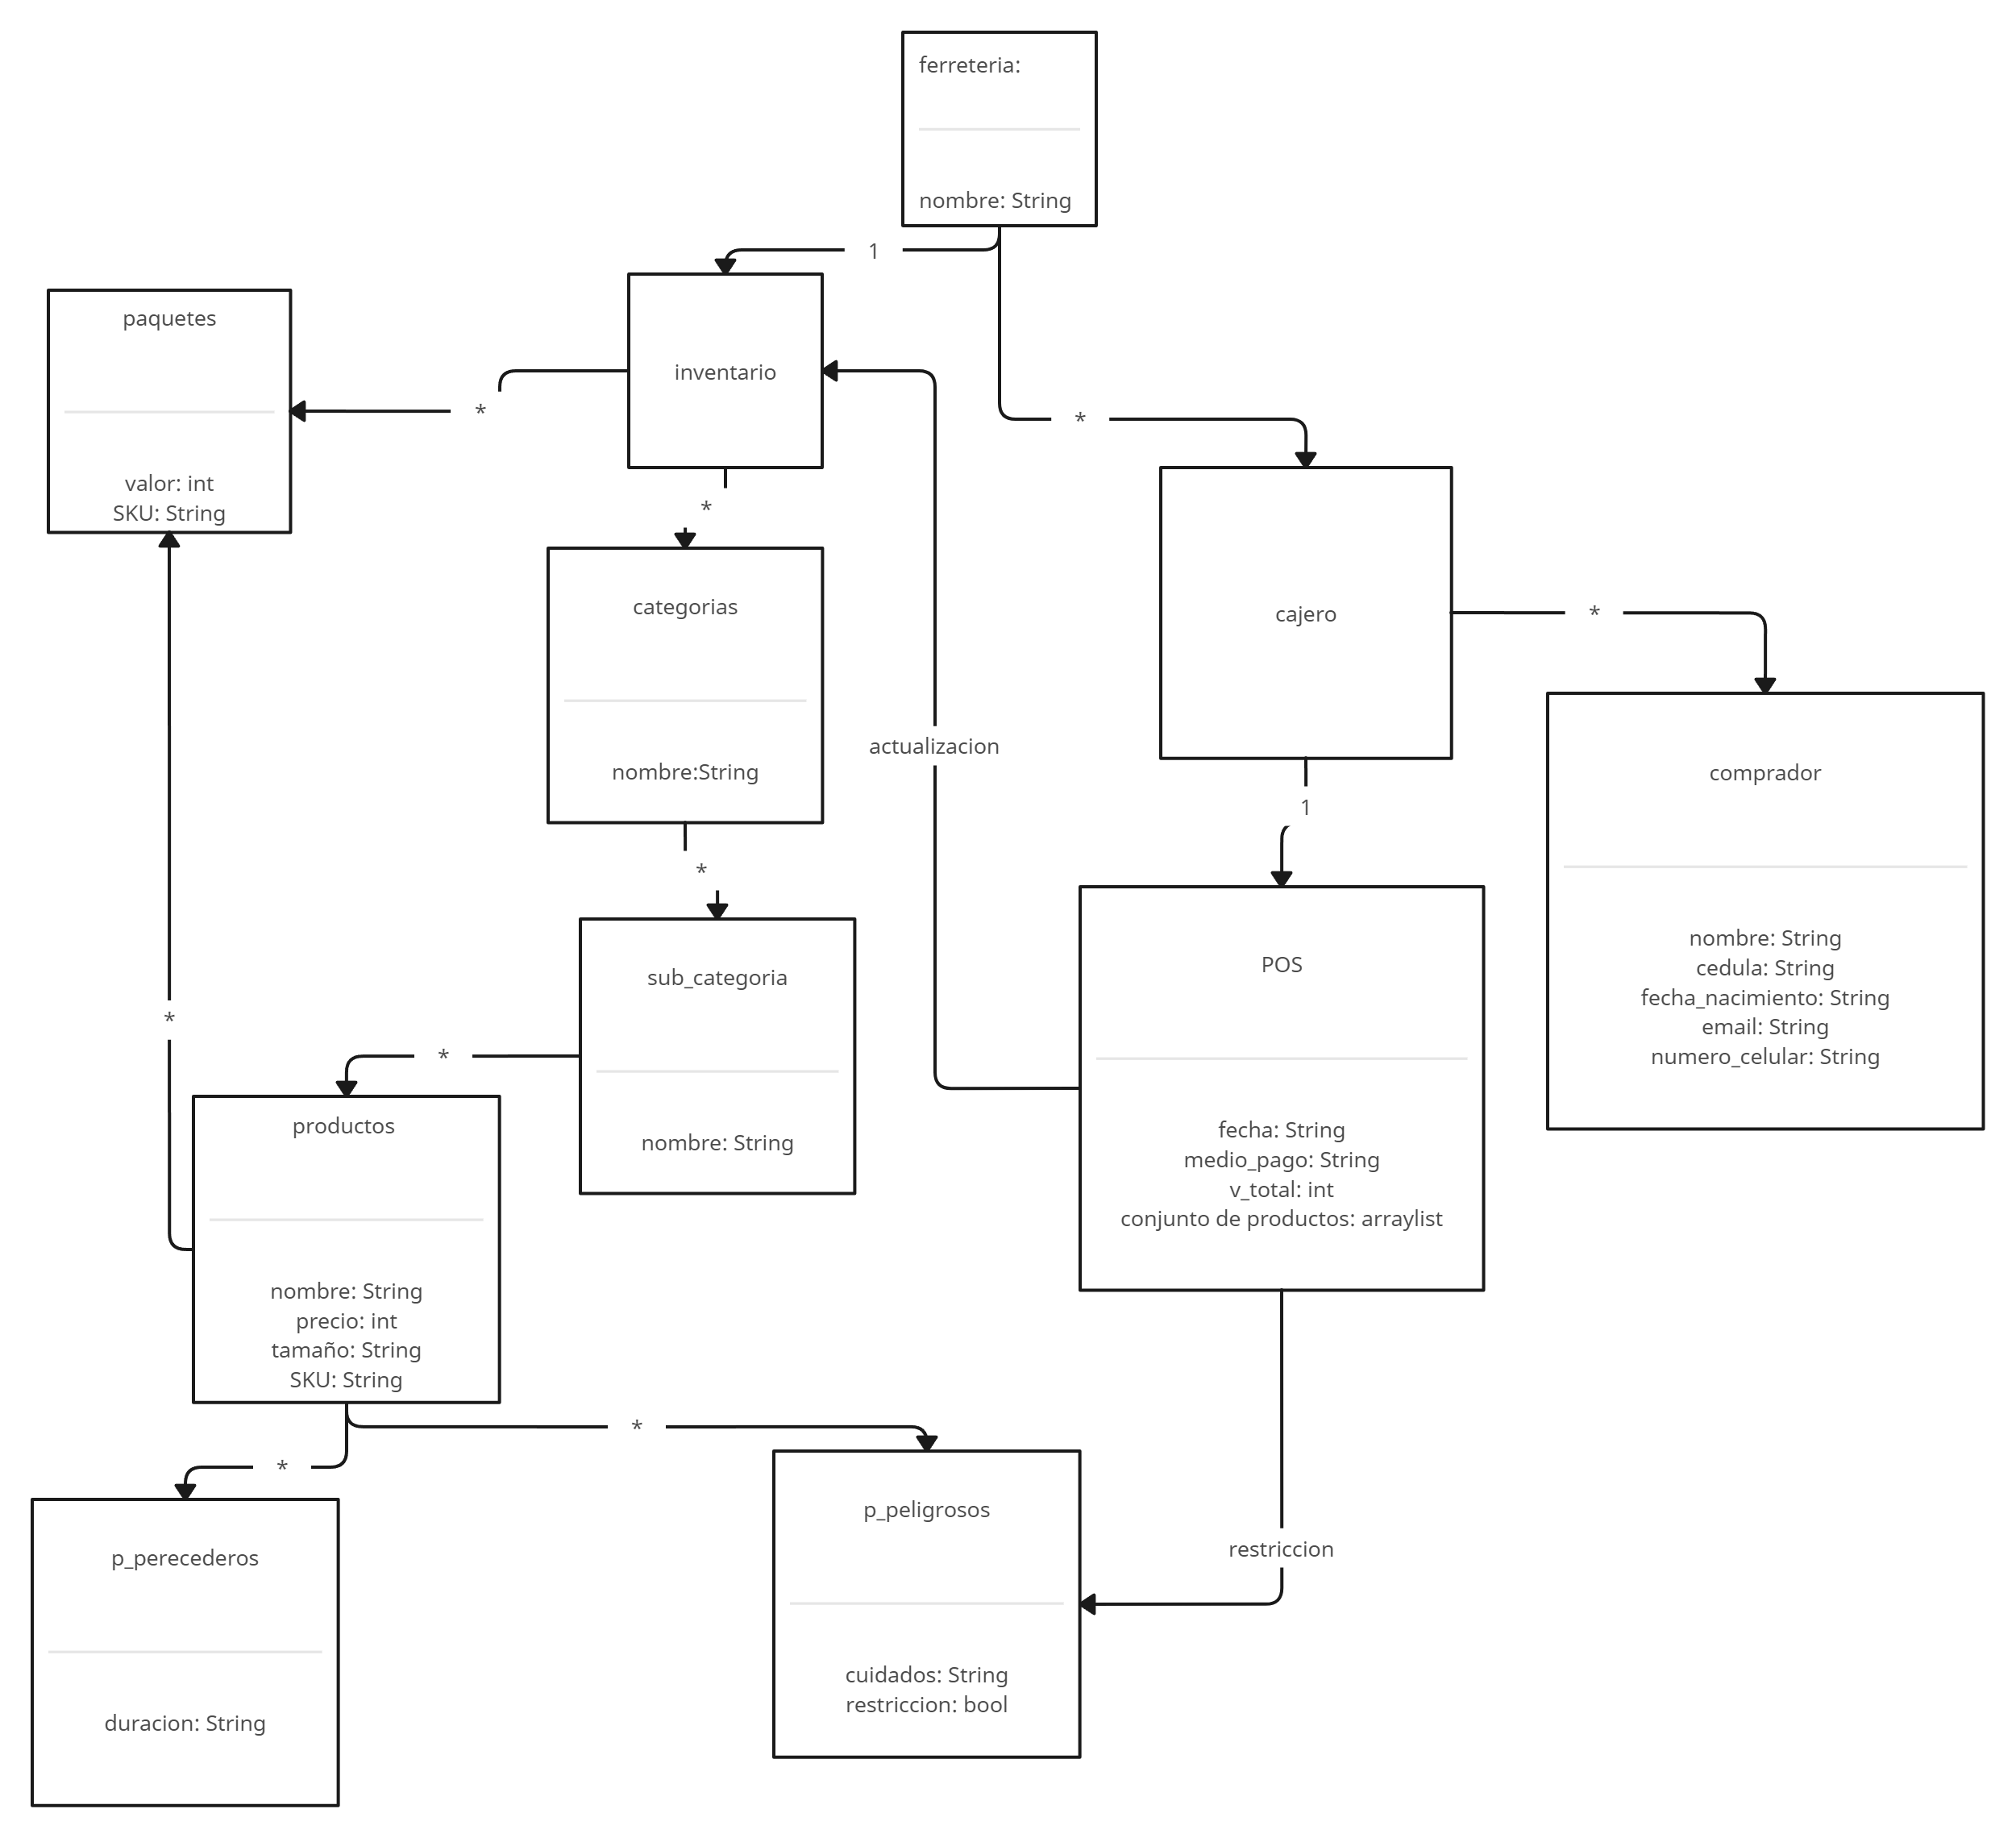 ferreteria:
nombre: String
1
paquetes
valor: int
SKU: String
inventario
*
*
*
categorias
nombre:String
cajero
*
actualizacion
1
comprador
nombre: String
cedula: String
fecha_nacimiento: String
email: String
numero_celular: String
*
sub_categoria
nombre: String
POS
fecha: String
medio_pago: String
v_total: int
conjunto de productos: arraylist
*
*
productos
nombre: String
precio: int
tamaño: String
SKU: String
*
*
p_perecederos
duracion: String
p_peligrosos
cuidados: String
restriccion: bool
restriccion